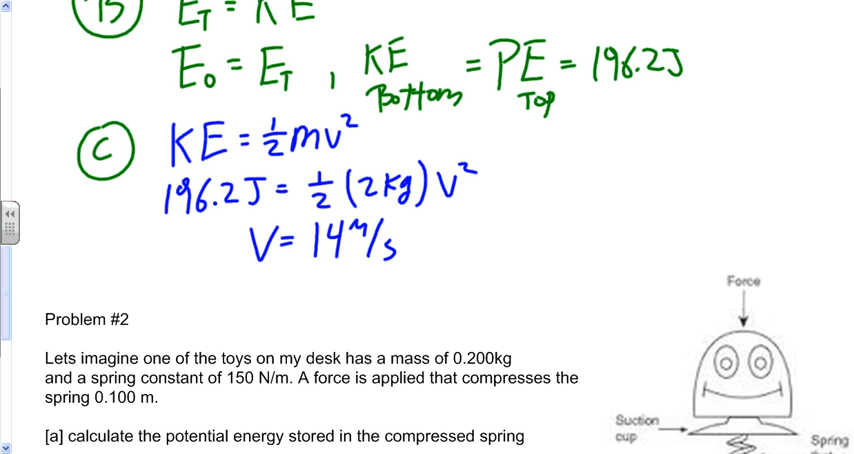 B E_T = KE
E₀ = E_T , KE Bottom = PE Top = 196.2J
C KE = ½mv²
196.2J = ½ (2kg) V²
V = 14 m/s
Problem #2
Lets imagine one of the toys on my desk has a mass of 0.200kg
and a spring constant of 150 N/m. A force is applied that compresses the
spring 0.100 m.
[a] calculate the potential energy stored in the compressed spring
Force
Suction
cup
Spring